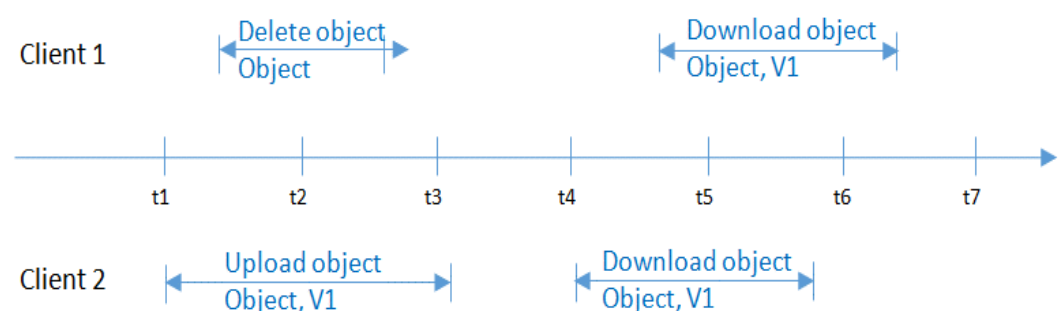 Client 1
Delete object
Object
Download object
Object, V1
t1 t2 t3 t4 t5 t6 t7
Client 2
Upload object
Object, V1
Download object
Object, V1